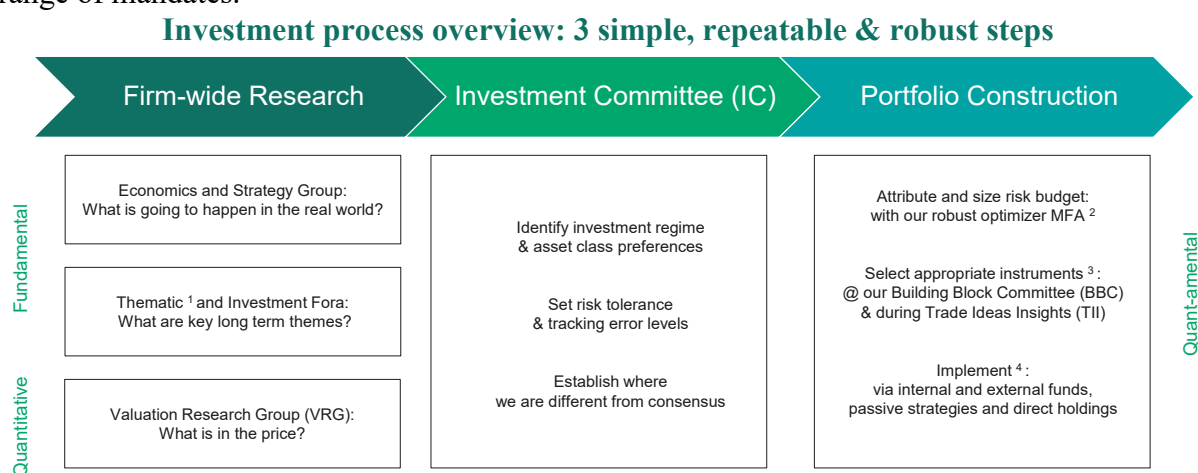 range of mandates.
Investment process overview: 3 simple, repeatable & robust steps
Firm-wide Research
Investment Committee (IC)
Portfolio Construction
Fundamental
Quantitative
Economics and Strategy Group:
What is going to happen in the real world?
Thematic 1 and Investment Fora:
What are key long term themes?
Valuation Research Group (VRG):
What is in the price?
Identify investment regime
& asset class preferences
Set risk tolerance
& tracking error levels
Establish where
we are different from consensus
Attribute and size risk budget:
with our robust optimizer MFA 2
Select appropriate instruments 3 :
@ our Building Block Committee (BBC)
& during Trade Ideas Insights (TII)
Implement 4 :
via internal and external funds,
passive strategies and direct holdings
Quant-amental